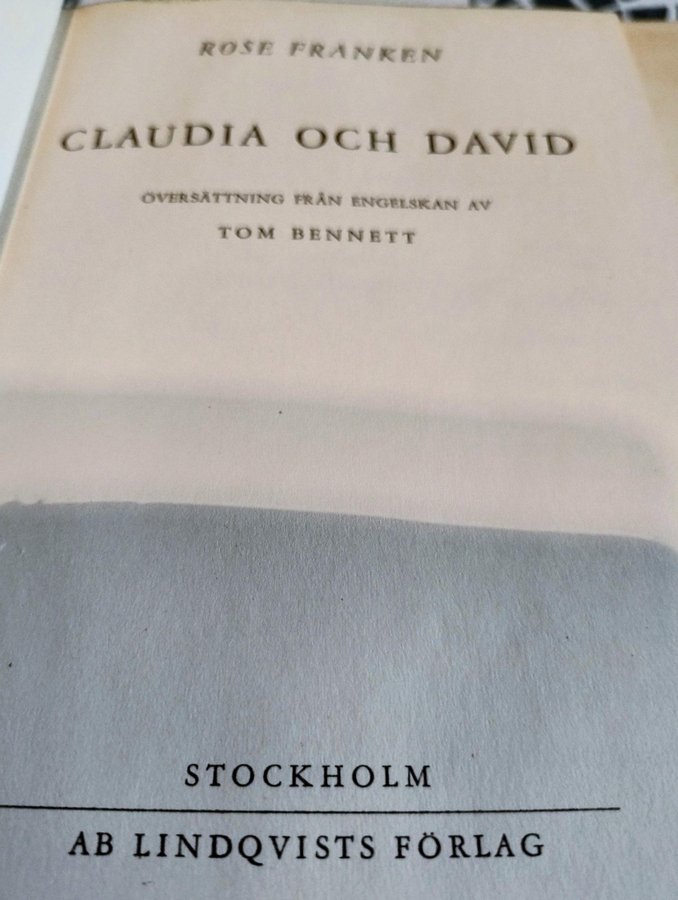 ROSE FRANKEN
CLAUDIA OCH DAVID
ÖVERSÄTTNING FRÅN ENGELSKAN AV
TOM BENNETT
STOCKHOLM
AB LINDQVISTS FÖRLAG